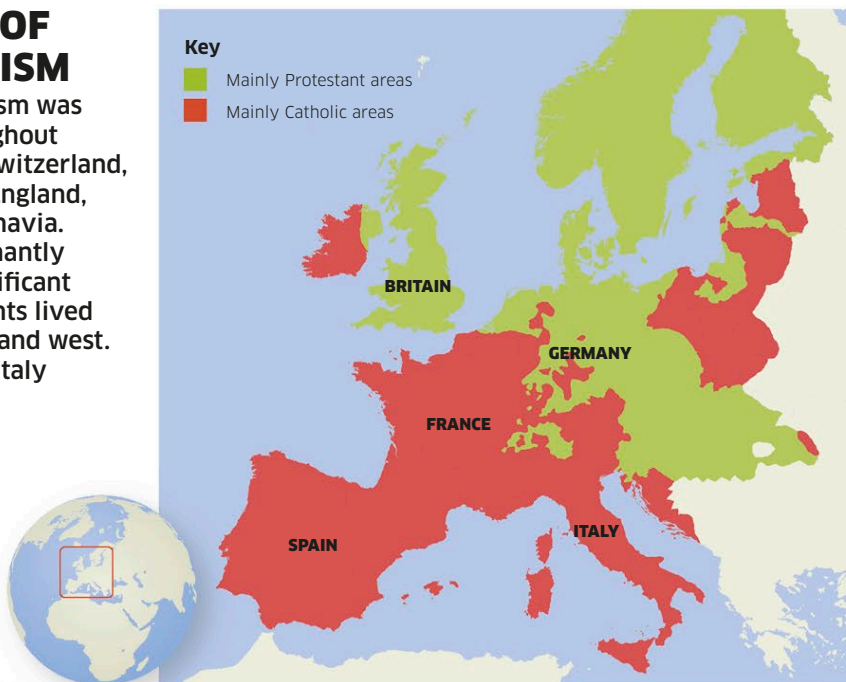 OF
ISM
sm was
ghout
witzerland,
England,
navia.
nantly
ificant
nts lived
and west.
taly
Key
Mainly Protestant areas
Mainly Catholic areas
BRITAIN
GERMANY
FRANCE
SPAIN
ITALY